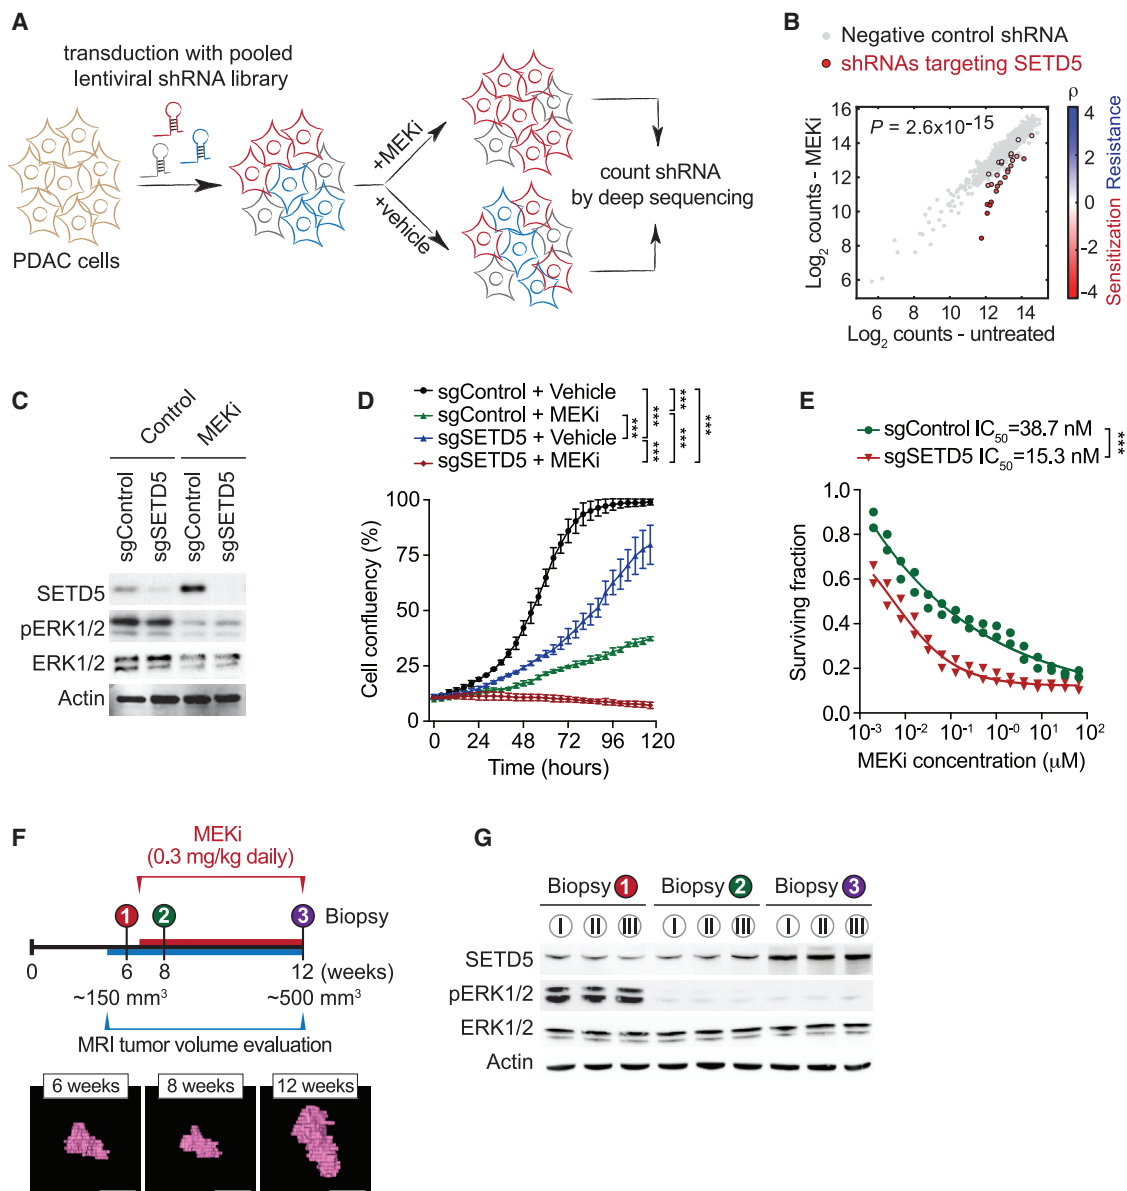 A
transduction with pooled
lentiviral shRNA library
PDAC cells
+MEKi
+vehicle
count shRNA
by deep sequencing
B
Negative control shRNA
shRNAs targeting SETD5
P = 2.6x10-15
Log2 counts - MEKi
16
14
12
10
8
6
6 8 10 12 14
Log2 counts - untreated
ρ
4
2
0
-2
-4
Sensitization Resistance
C
Control MEKi
sgControl sgSETD5 sgControl sgSETD5
SETD5
pERK1/2
ERK1/2
Actin
D
sgControl + Vehicle
sgControl + MEKi
sgSETD5 + Vehicle
sgSETD5 + MEKi
*** *** *** *** *** ***
Cell confluency (%)
100
75
50
25
0
0 24 48 72 96 120
Time (hours)
E
sgControl IC50=38.7 nM
sgSETD5 IC50=15.3 nM
***
Surviving fraction
1.0
0.8
0.6
0.4
0.2
0.0
10-3 10-2 10-1 10-0 101 102
MEKi concentration (µM)
F
MEKi
(0.3 mg/kg daily)
1 2 3 Biopsy
0 6 8 12 (weeks)
~150 mm3 ~500 mm3
MRI tumor volume evaluation
6 weeks 8 weeks 12 weeks
G
Biopsy 1 Biopsy 2 Biopsy 3
I II III I II III I II III
SETD5
pERK1/2
ERK1/2
Actin